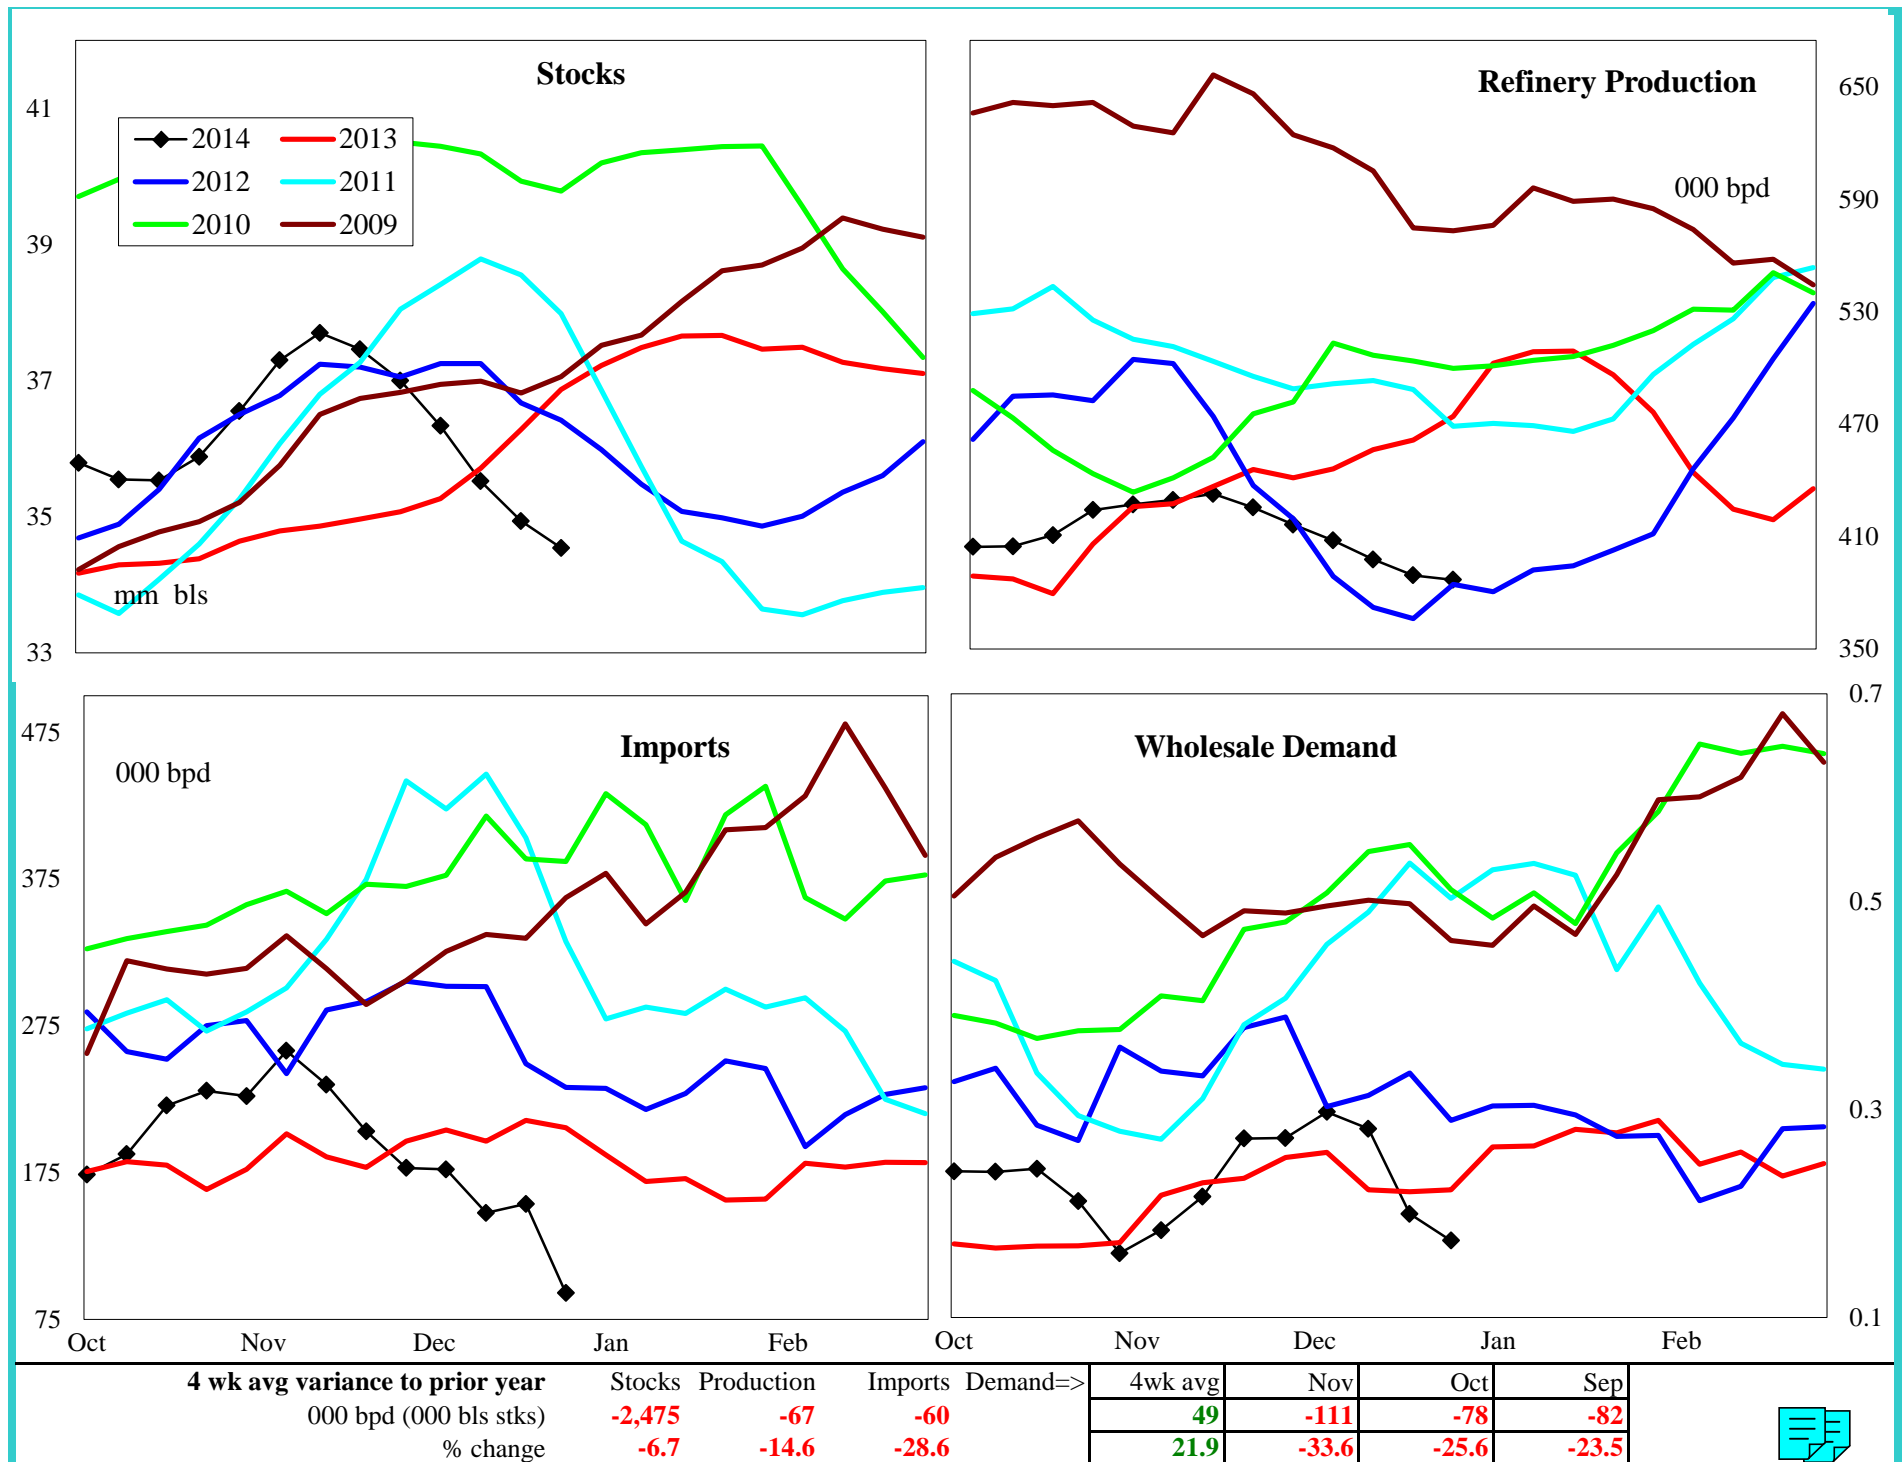 Stocks
41
39
37
35
33
2014 2013
2012 2011
2010 2009
mm bls
Refinery Production
000 bpd
650
590
530
470
410
350
Imports
000 bpd
475
375
275
175
75
Oct Nov Dec Jan Feb
Wholesale Demand
0.7
0.5
0.3
0.1
Oct Nov Dec Jan Feb
4 wk avg variance to prior year Stocks Production Imports Demand=> 4wk avg Nov Oct Sep
000 bpd (000 bls stks) -2,475 -67 -60 49 -111 -78 -82
% change -6.7 -14.6 -28.6 21.9 -33.6 -25.6 -23.5